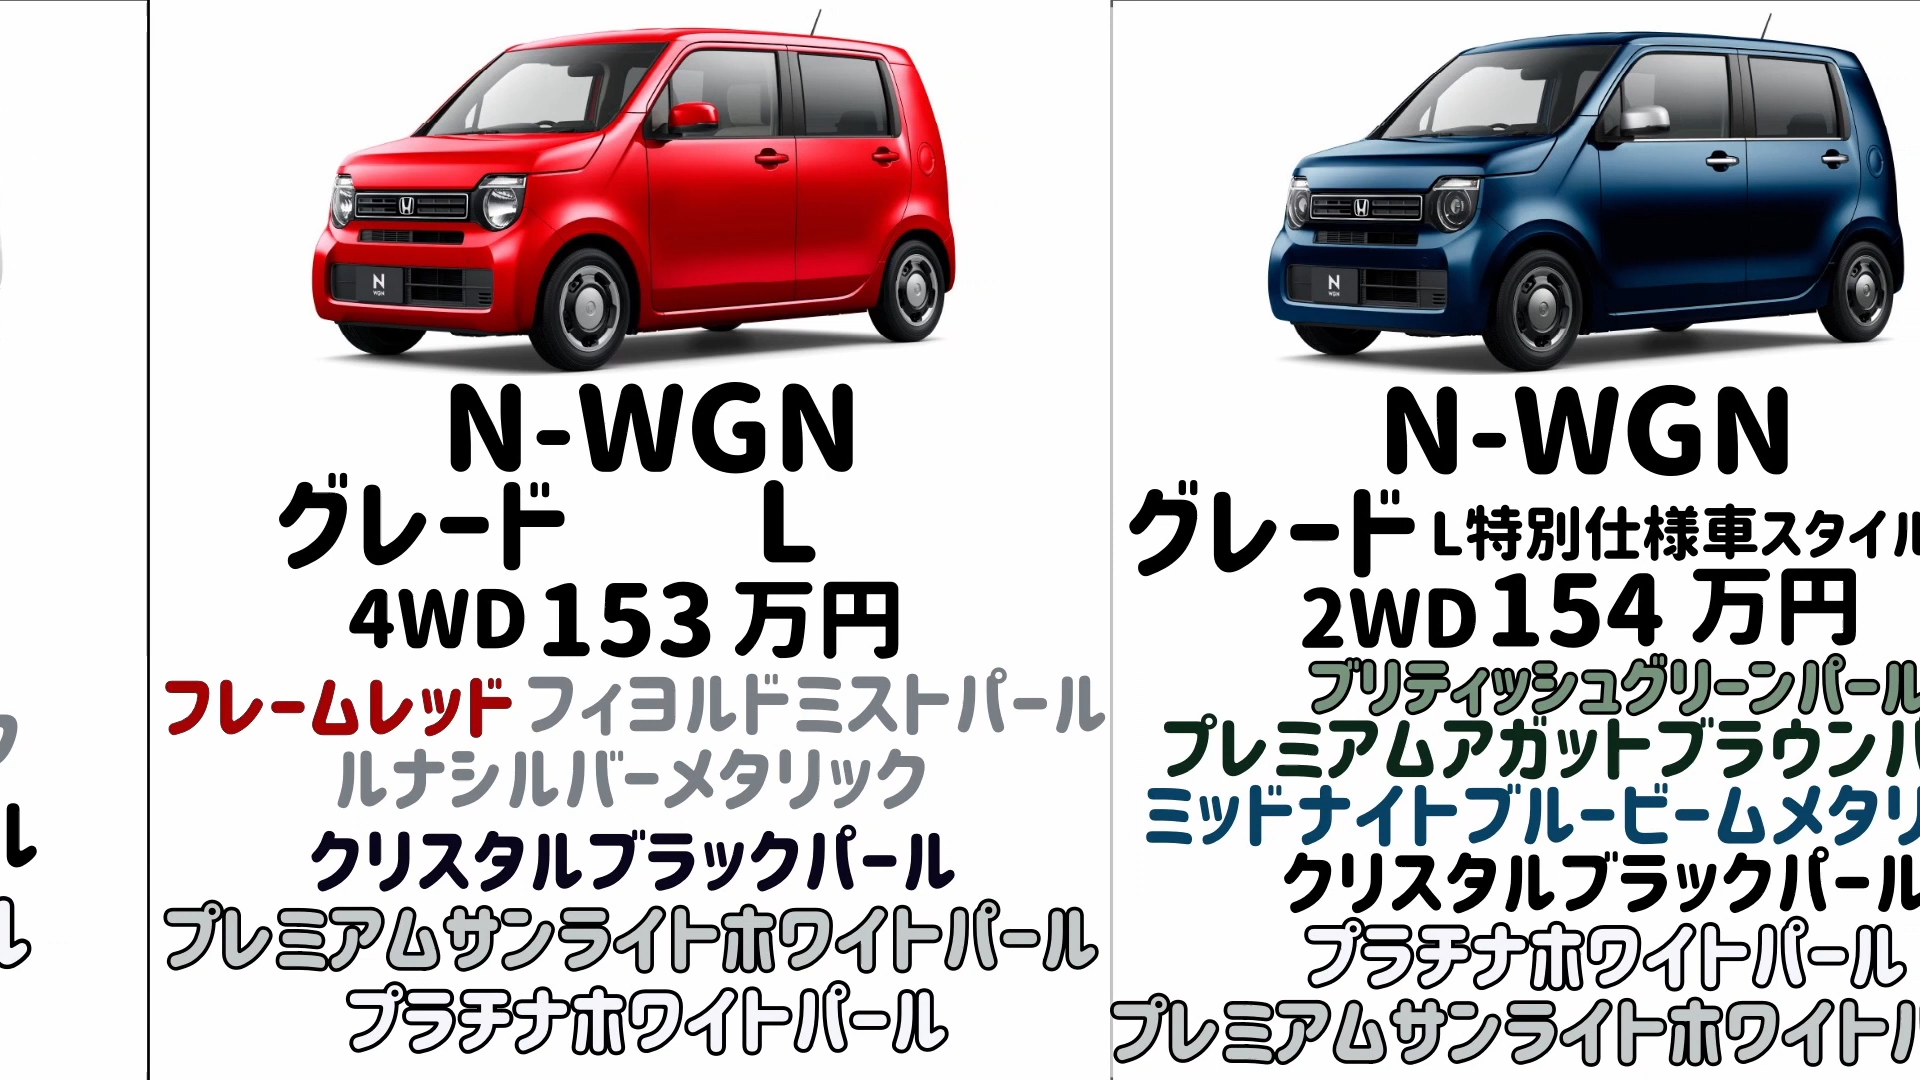 N-WGN
グレード L
4WD 153 万円
フレームレッド フィヨルドミストパール
ルナシルバーメタリック
クリスタルブラックパール
プレミアムサンライトホワイトパール
プラチナホワイトパール
N-WGN
グレード L特別仕様車スタイル
2WD 154 万円
ブリティッシュグリーンパール
プレミアムアガットブラウンパ
ミッドナイトブルービームメタリ
クリスタルブラックパール
プラチナホワイトパール
プレミアムサンライトホワイトパ
N
WGN
N
WGN
ル
ル